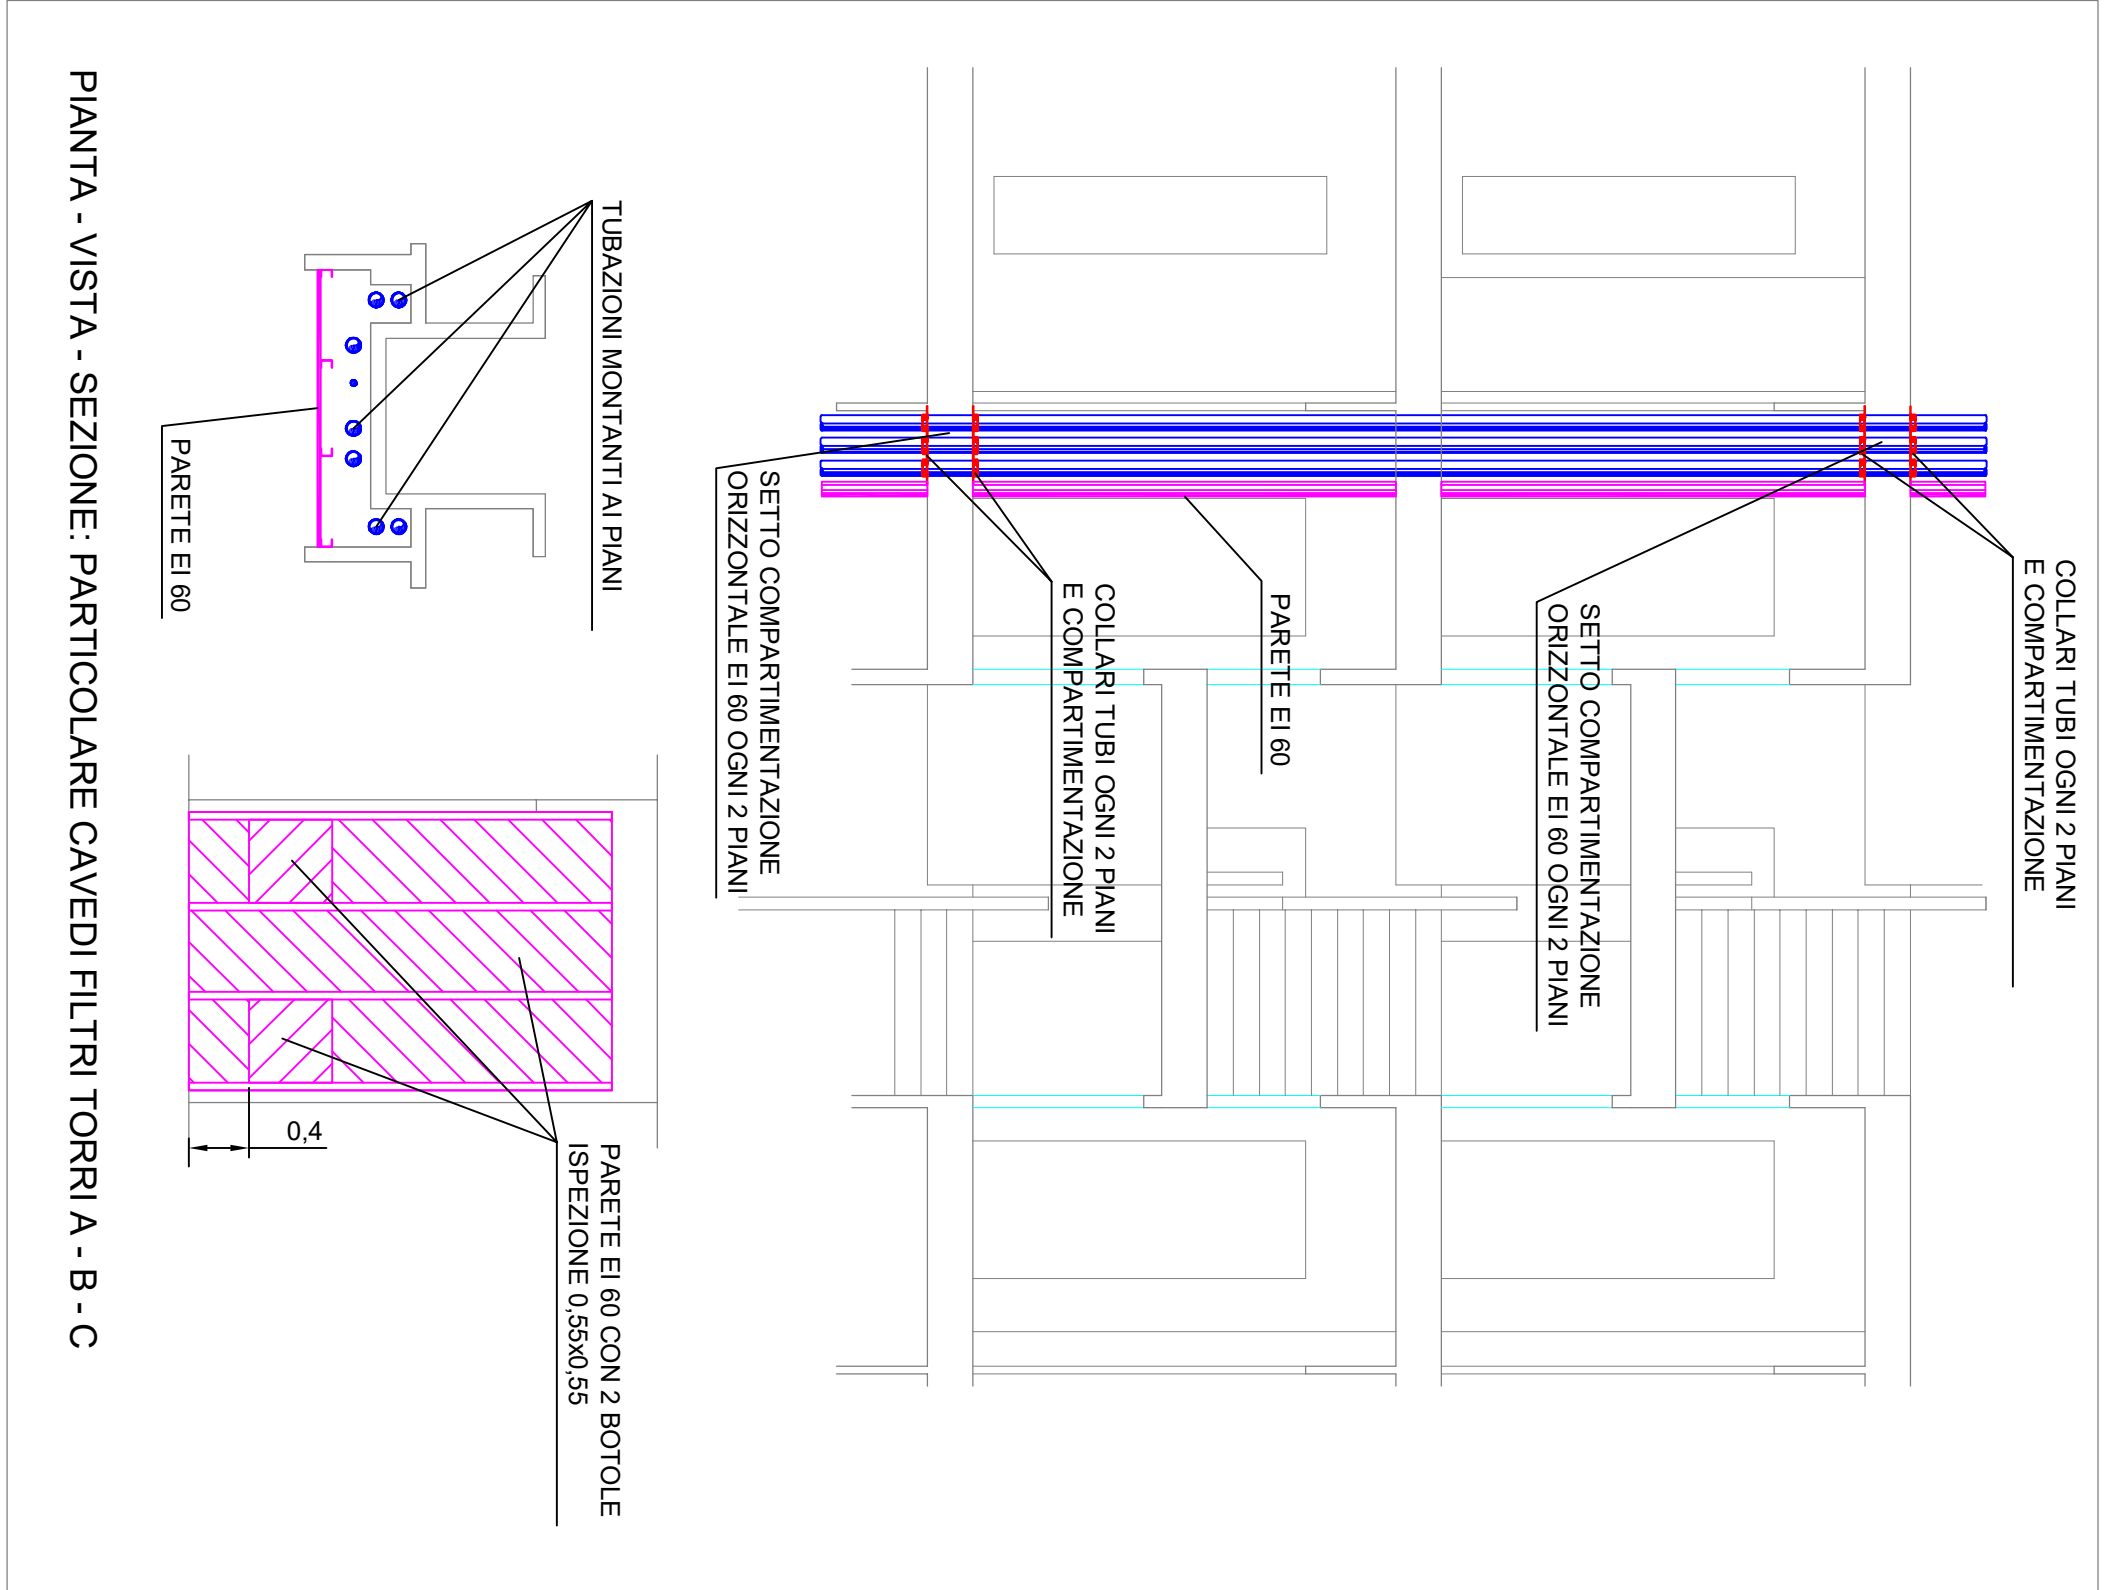 COLLARI TUBI OGNI 2 PIANI
E COMPARTIMENTAZIONE
SETTO COMPARTIMENTAZIONE
ORIZZONTALE EI 60 OGNI 2 PIANI
PARETE EI 60
COLLARI TUBI OGNI 2 PIANI
E COMPARTIMENTAZIONE
SETTO COMPARTIMENTAZIONE
ORIZZONTALE EI 60 OGNI 2 PIANI
TUBAZIONI MONTANTI AI PIANI
PARETE EI 60
PARETE EI 60 CON 2 BOTOLE
ISPEZIONE 0,55x0,55
0,4
PIANTA - VISTA - SEZIONE: PARTICOLARE CAVEDI FILTRI TORRI A - B - C